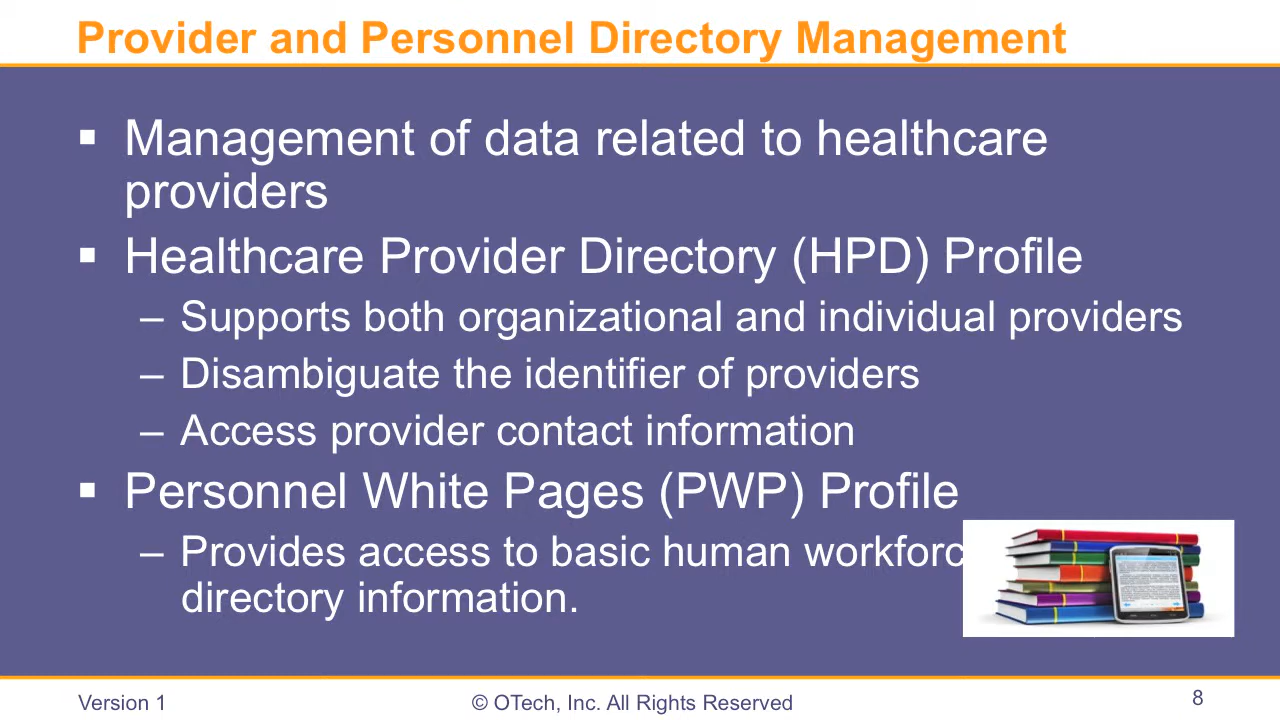 Provider and Personnel Directory Management
▪ Management of data related to healthcare
providers
▪ Healthcare Provider Directory (HPD) Profile
– Supports both organizational and individual providers
– Disambiguate the identifier of providers
– Access provider contact information
▪ Personnel White Pages (PWP) Profile
– Provides access to basic human workforc
directory information.
Version 1
© OTech, Inc. All Rights Reserved
8